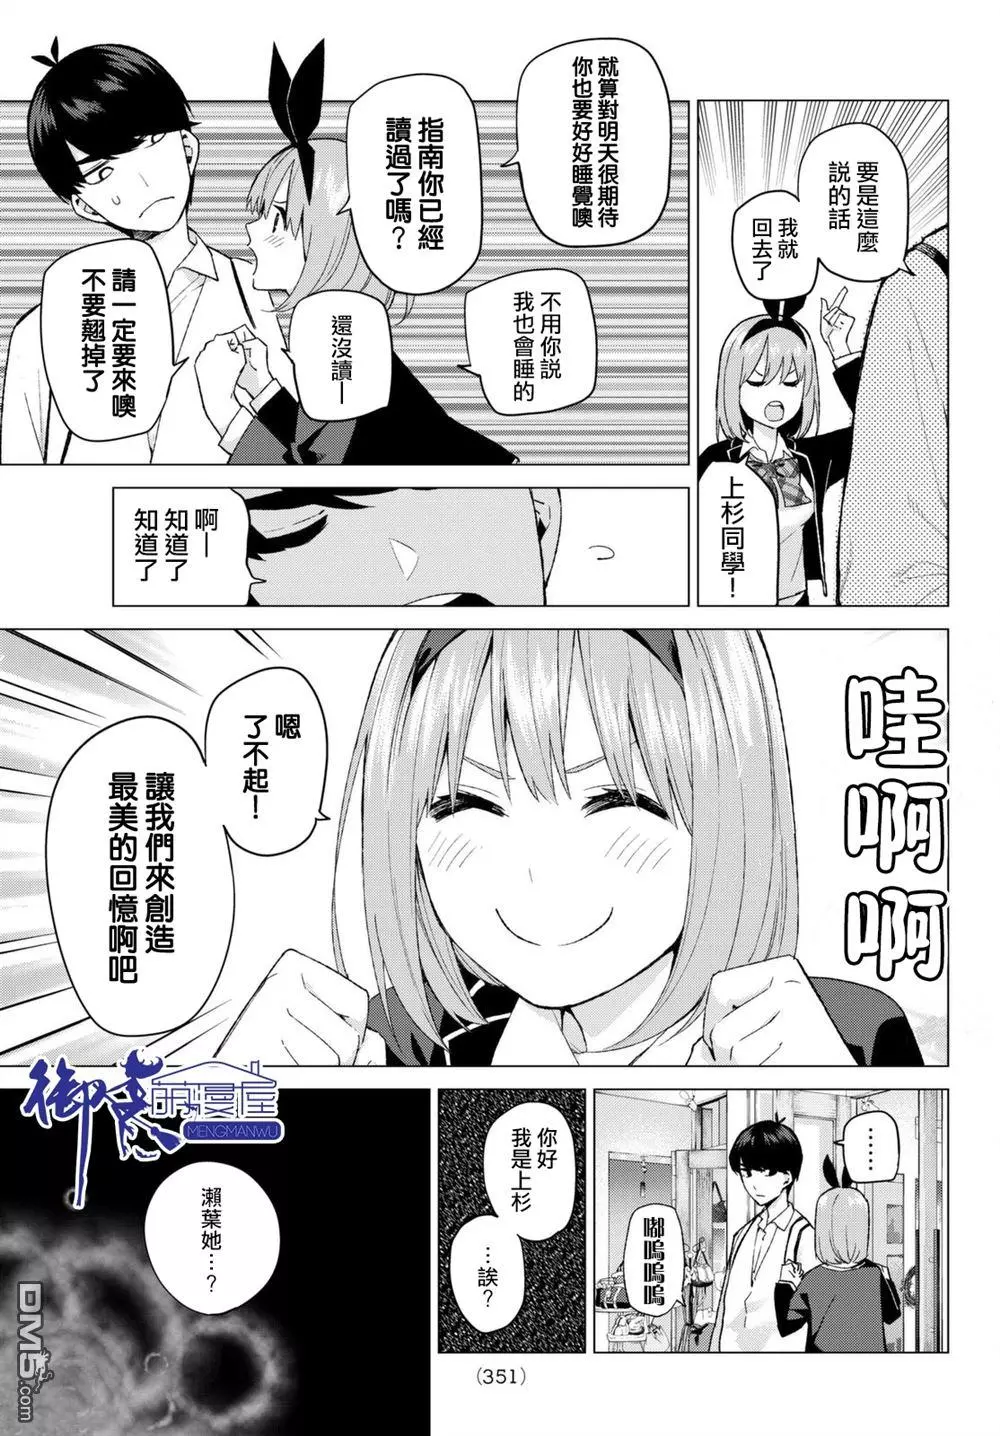 要是這麼
説的話
我就
回去了
上杉同學！
就算對明天很期待
你也要好好睡覺噢
不用你説
我也會睡的
指南你已經
讀過了嗎？
還沒讀—
請一定要來噢
不要翹掉了
啊—
知道了
知道了
哇啊啊
嗯
了不起！
讓我們來創造
最美的回憶啊吧
……
嘟嗚嗚嗚
你好
我是上杉
…誒？
瀨葉她…？
御宅萌漫屋
MENGMANWU
DM5
（351）